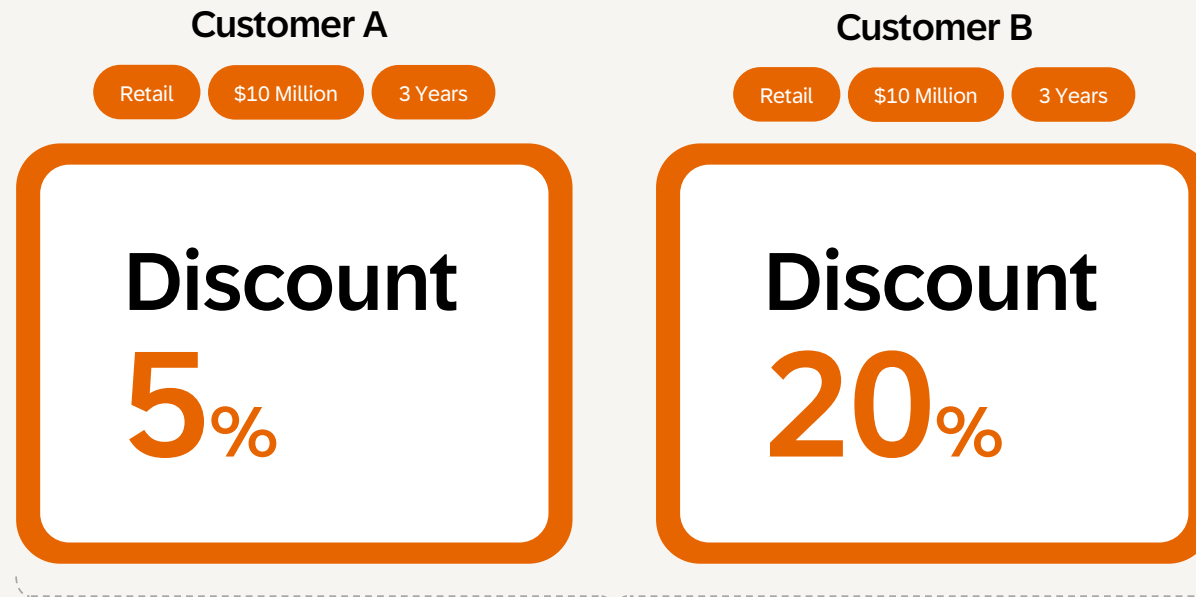 Customer A
Retail
$10 Million
3 Years
Discount
5%
Customer B
Retail
$10 Million
3 Years
Discount
20%